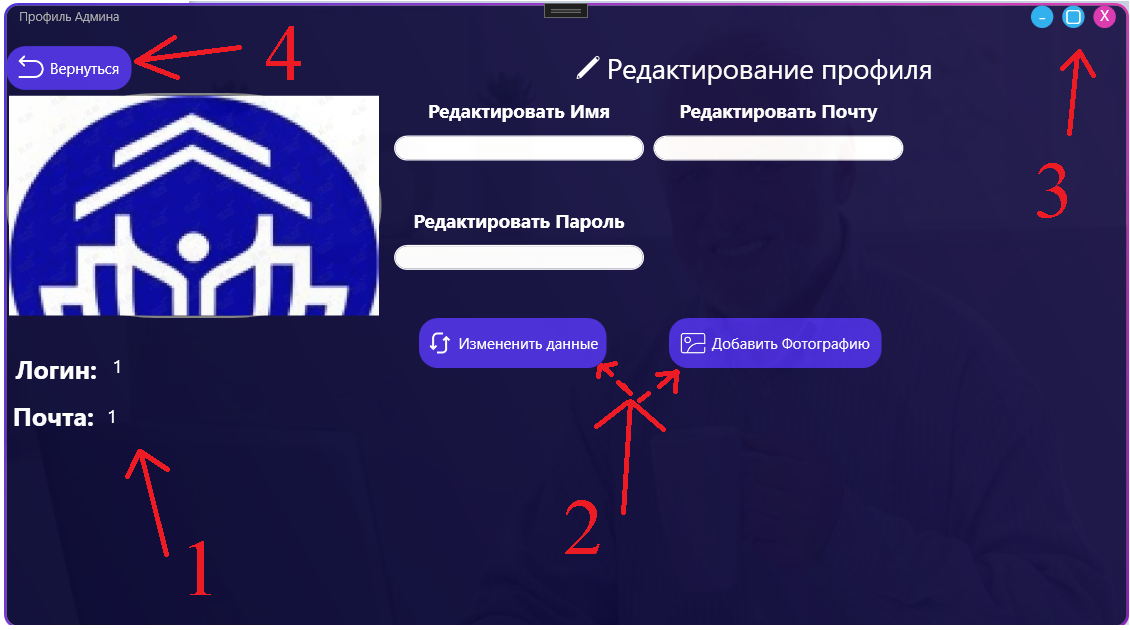 Профиль Админа
– X
4
Вернуться
Редактирование профиля
Редактировать Имя Редактировать Почту
3
Редактировать Пароль
Измененить данные Добавить Фотографию
Логин: 1
Почта: 1
2
1